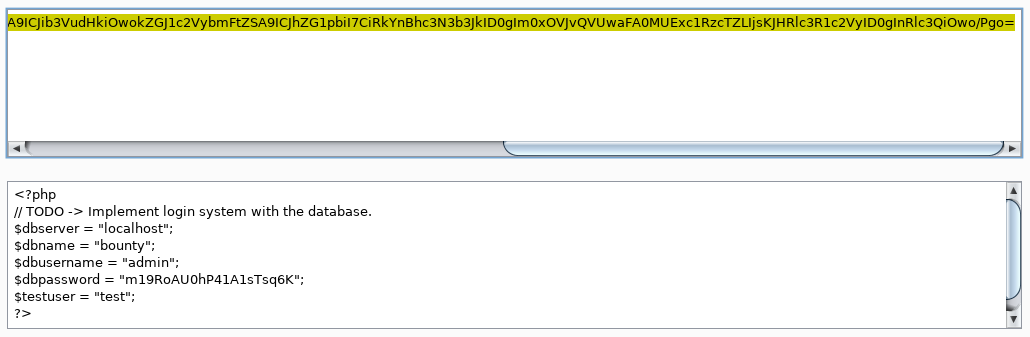 A9ICJib3VudHkiOwokZGJ1c2VybmFtZSA9ICJhZG1pbiI7CiRkYnBhc3N3b3JkID0gIm0xOVJvQVUwaFA0MUExc1RzcTZLIjsKJHRlc3R1c2VyID0gInRlc3QiOwo/Pgo=
<?php
// TODO -> Implement login system with the database.
$dbserver = "localhost";
$dbname = "bounty";
$dbusername = "admin";
$dbpassword = "m19RoAU0hP41A1sTsq6K";
$testuser = "test";
?>